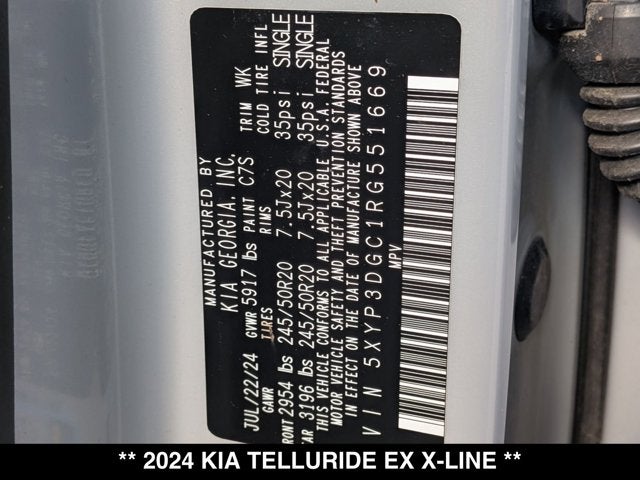 MANUFACTURED BY
KIA GEORGIA, INC.
JUL/22/24 GVWR 5917 lbs PAINT C7S TRIM WK
GAWR TIRES RIMS COLD TIRE INFL
FRONT 2954 lbs 245/50R20 7.5Jx20 35psi SINGLE
3196 lbs 245/50R20 7.5Jx20 35psi SINGLE
THIS VEHICLE CONFORMS TO ALL APPLICABLE U.S.A. FEDERAL
MOTOR VEHICLE SAFETY AND THEFT PREVENTION STANDARDS
IN EFFECT ON THE DATE OF MANUFACTURE SHOWN ABOVE
VIN 5XYP3DGC1RG551669
MPV
** 2024 KIA TELLURIDE EX X-LINE **